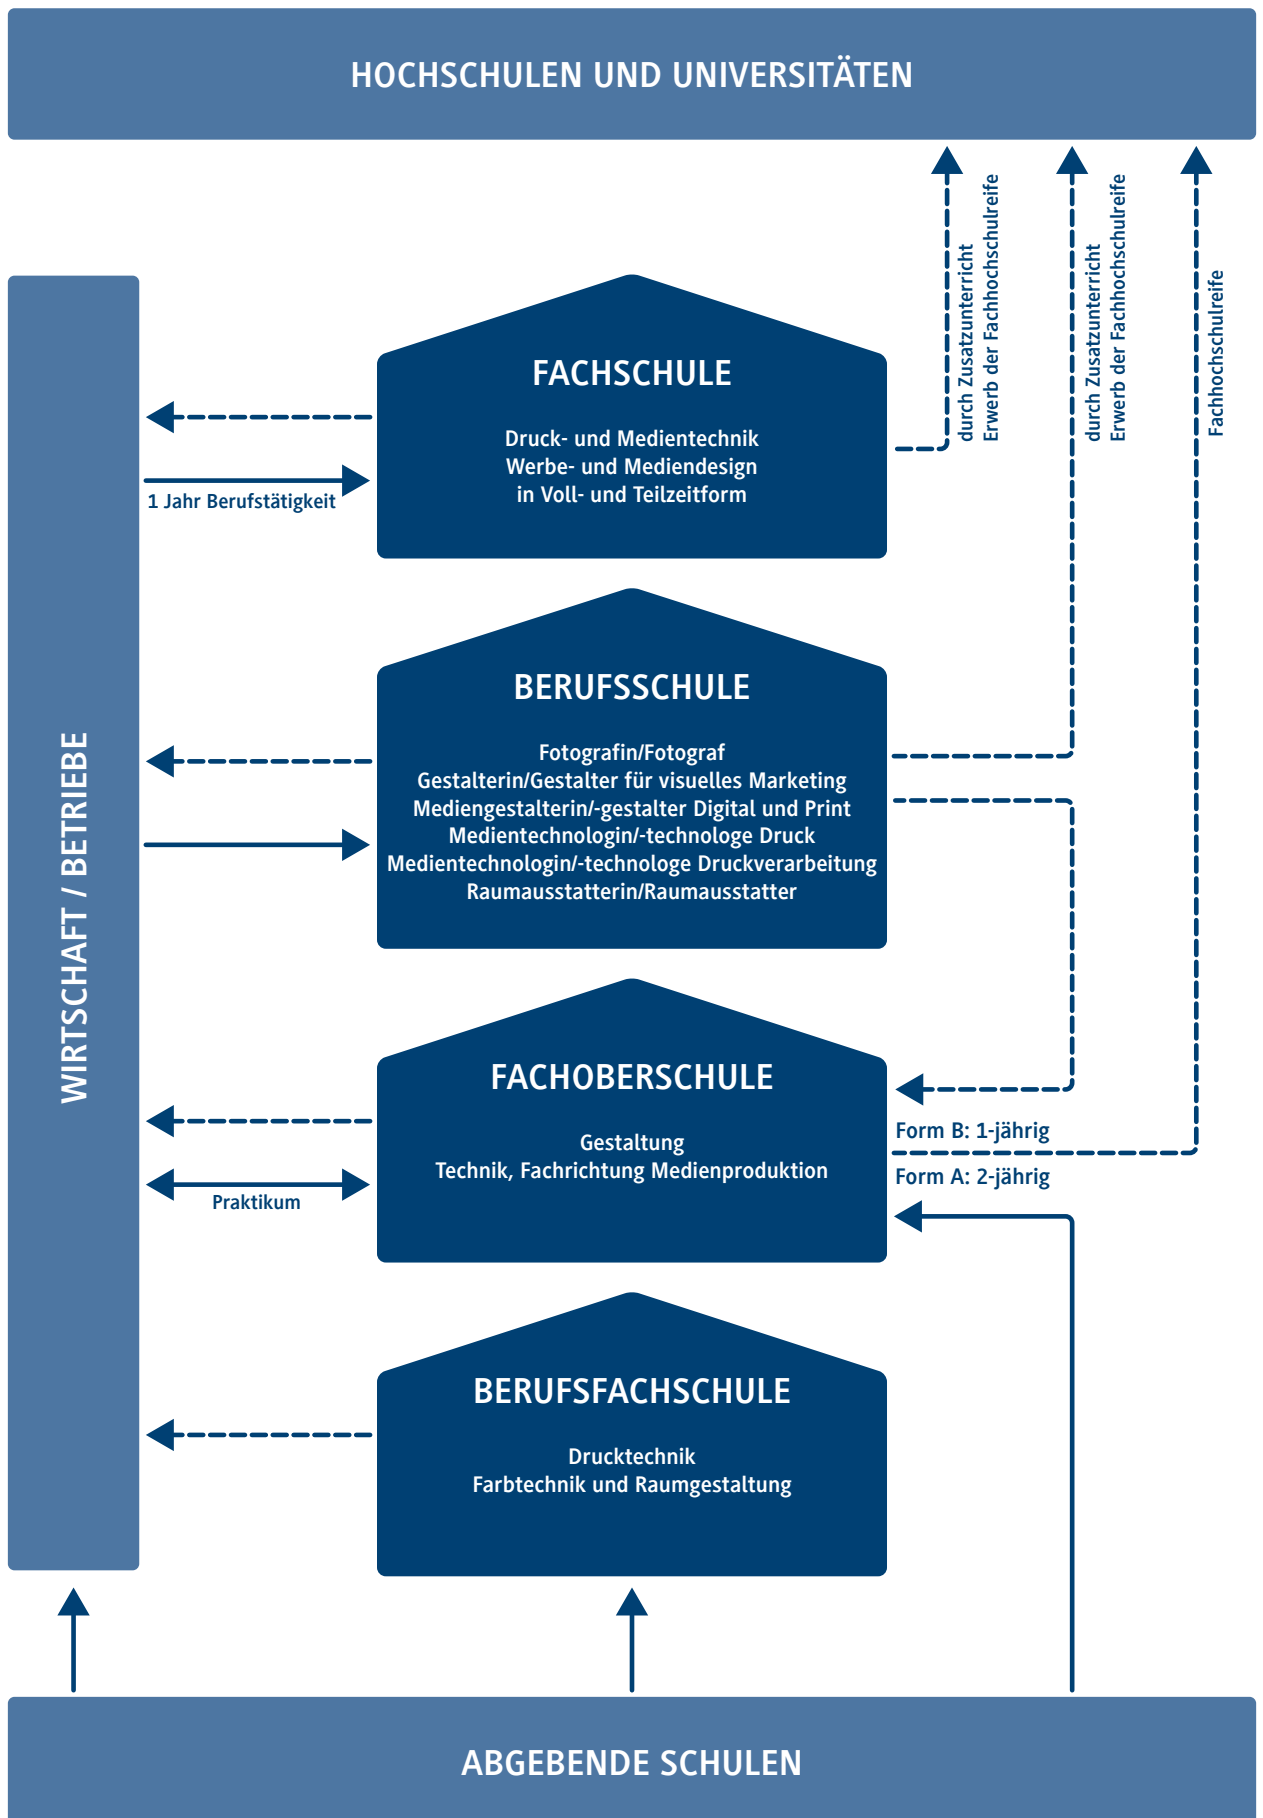 HOCHSCHULEN UND UNIVERSITÄTEN
durch Zusatzunterricht
Erwerb der Fachhochschulreife
durch Zusatzunterricht
Erwerb der Fachhochschulreife
Fachhochschulreife
WIRTSCHAFT / BETRIEBE
FACHSCHULE
Druck- und Medientechnik
Werbe- und Mediendesign
in Voll- und Teilzeitform
1 Jahr Berufstätigkeit
BERUFSSCHULE
Fotografin/Fotograf
Gestalterin/Gestalter für visuelles Marketing
Mediengestalterin/-gestalter Digital und Print
Medientechnologin/-technologe Druck
Medientechnologin/-technologe Druckverarbeitung
Raumausstatterin/Raumausstatter
FACHOBERSCHULE
Gestaltung
Technik, Fachrichtung Medienproduktion
Form B: 1-jährig
Form A: 2-jährig
Praktikum
BERUFSFACHSCHULE
Drucktechnik
Farbtechnik und Raumgestaltung
ABGEBENDE SCHULEN